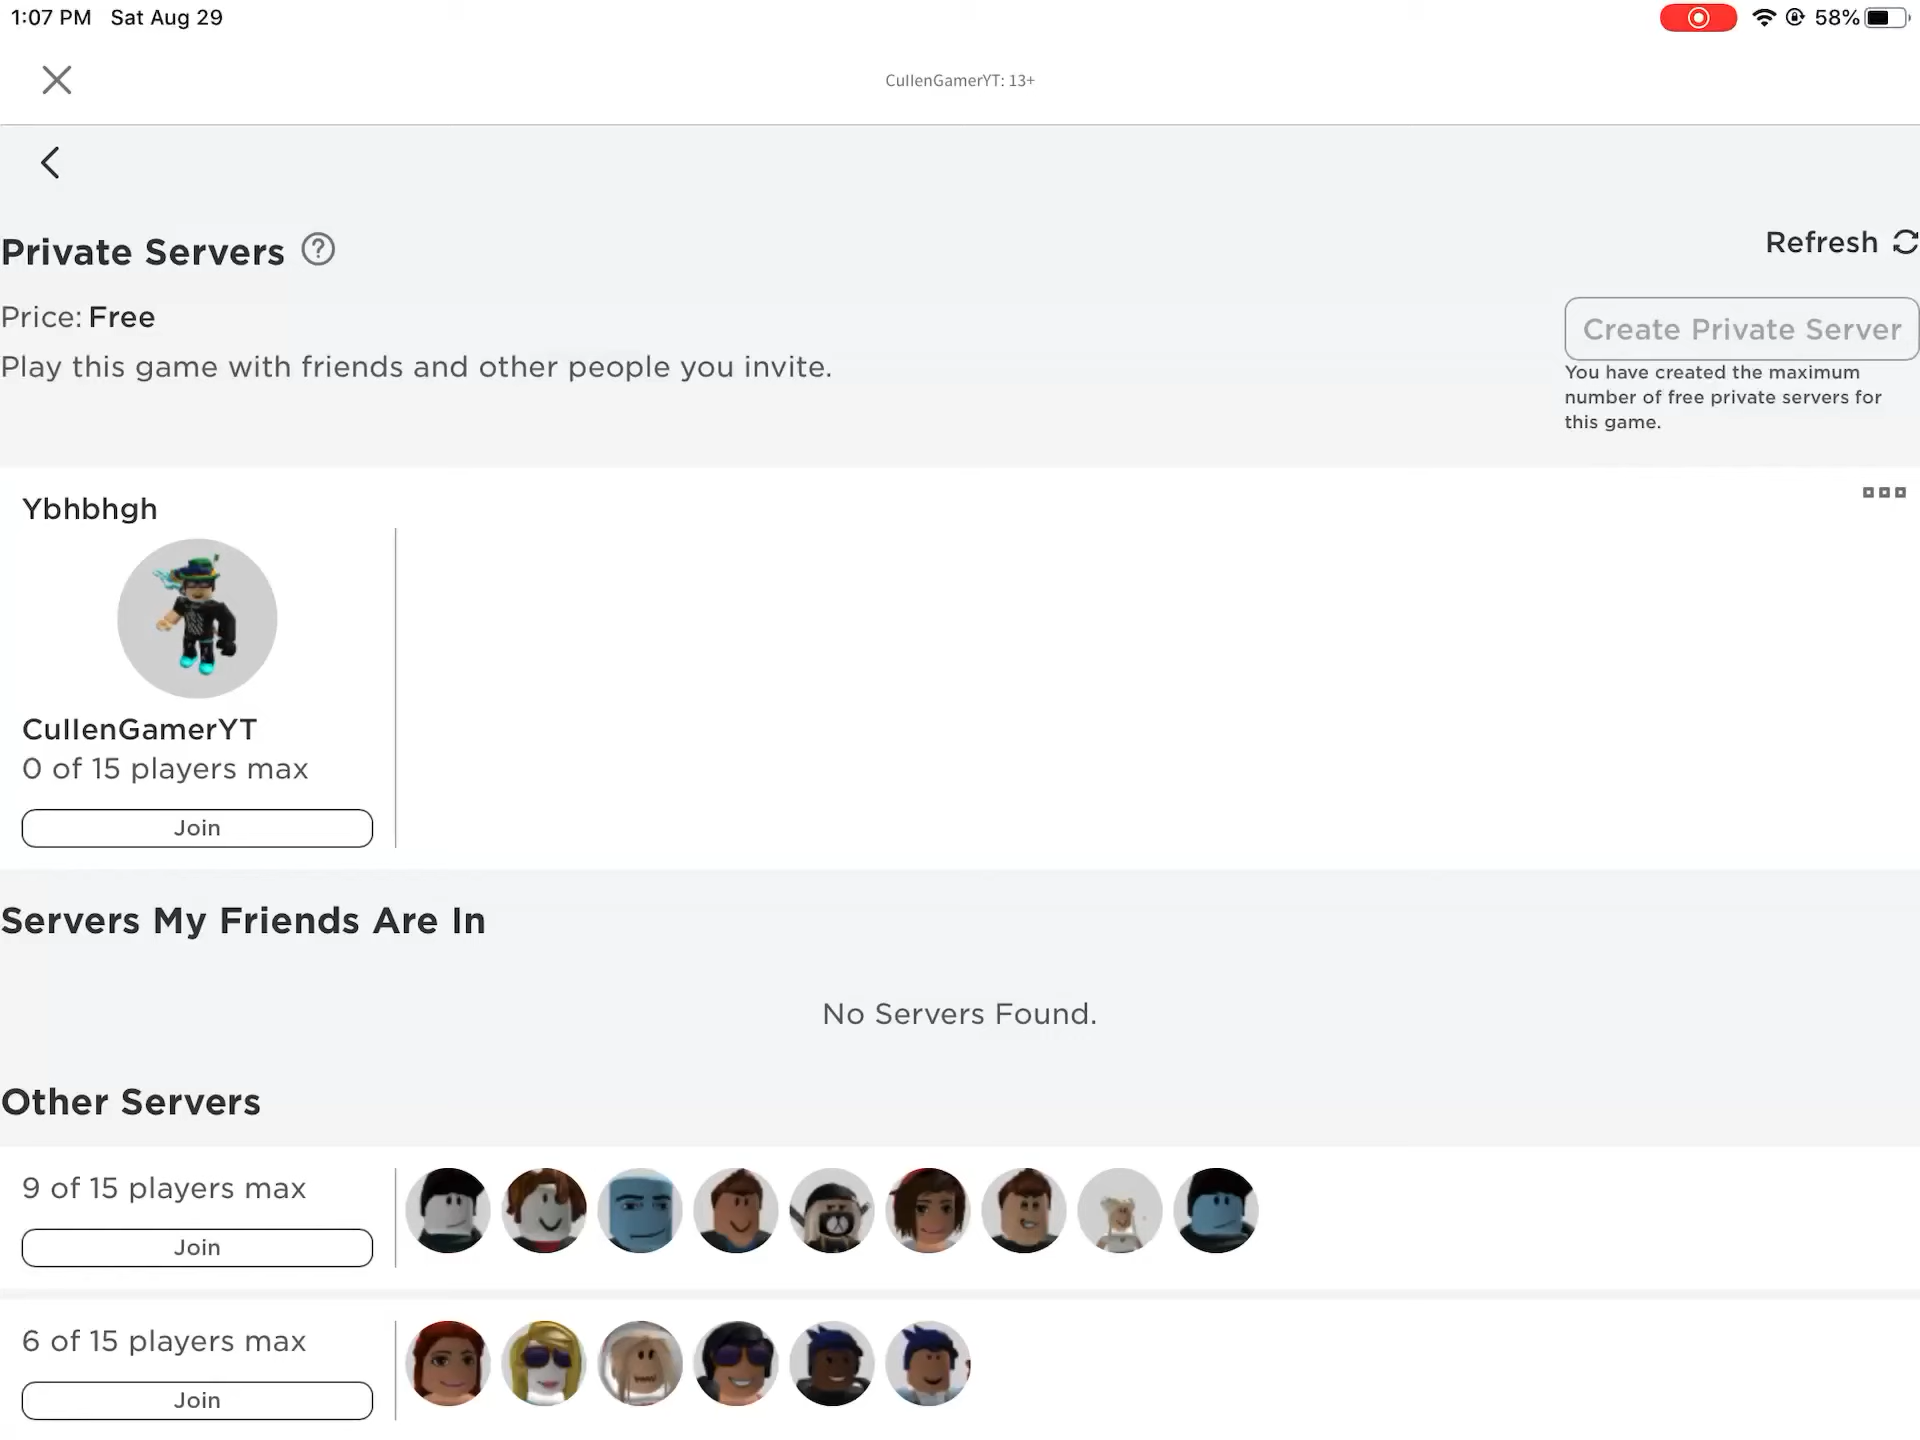 1:07 PM Sat Aug 29
58%
CullenGamerYT: 13+
Private Servers
Refresh
Price: Free
Create Private Server
Play this game with friends and other people you invite.
You have created the maximum
number of free private servers for
this game.
Ybhbhgh
CullenGamerYT
0 of 15 players max
Join
Servers My Friends Are In
No Servers Found.
Other Servers
9 of 15 players max
Join
6 of 15 players max
Join